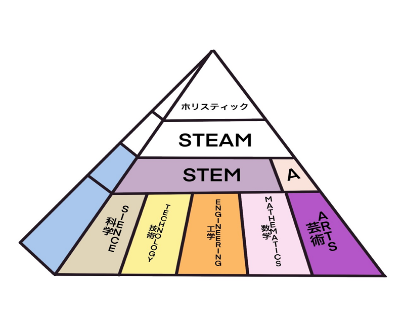 ホリスティック
STEAM
STEM
A
SIENCE
科学
TECHNOLOGY
技術
ENGINEERING
工学
MATHEMATICS
数学
ARTS
芸術